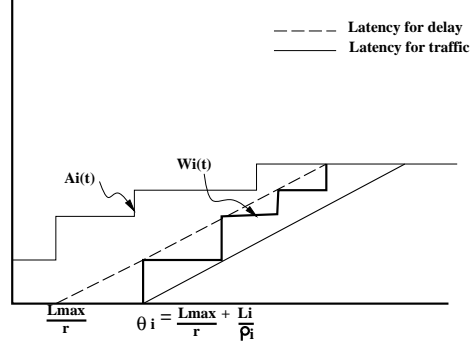 Latency for delay
Latency for traffic
Ai(t)
Wi(t)
Lmax
r
θ i = Lmax/r + Li/ρi